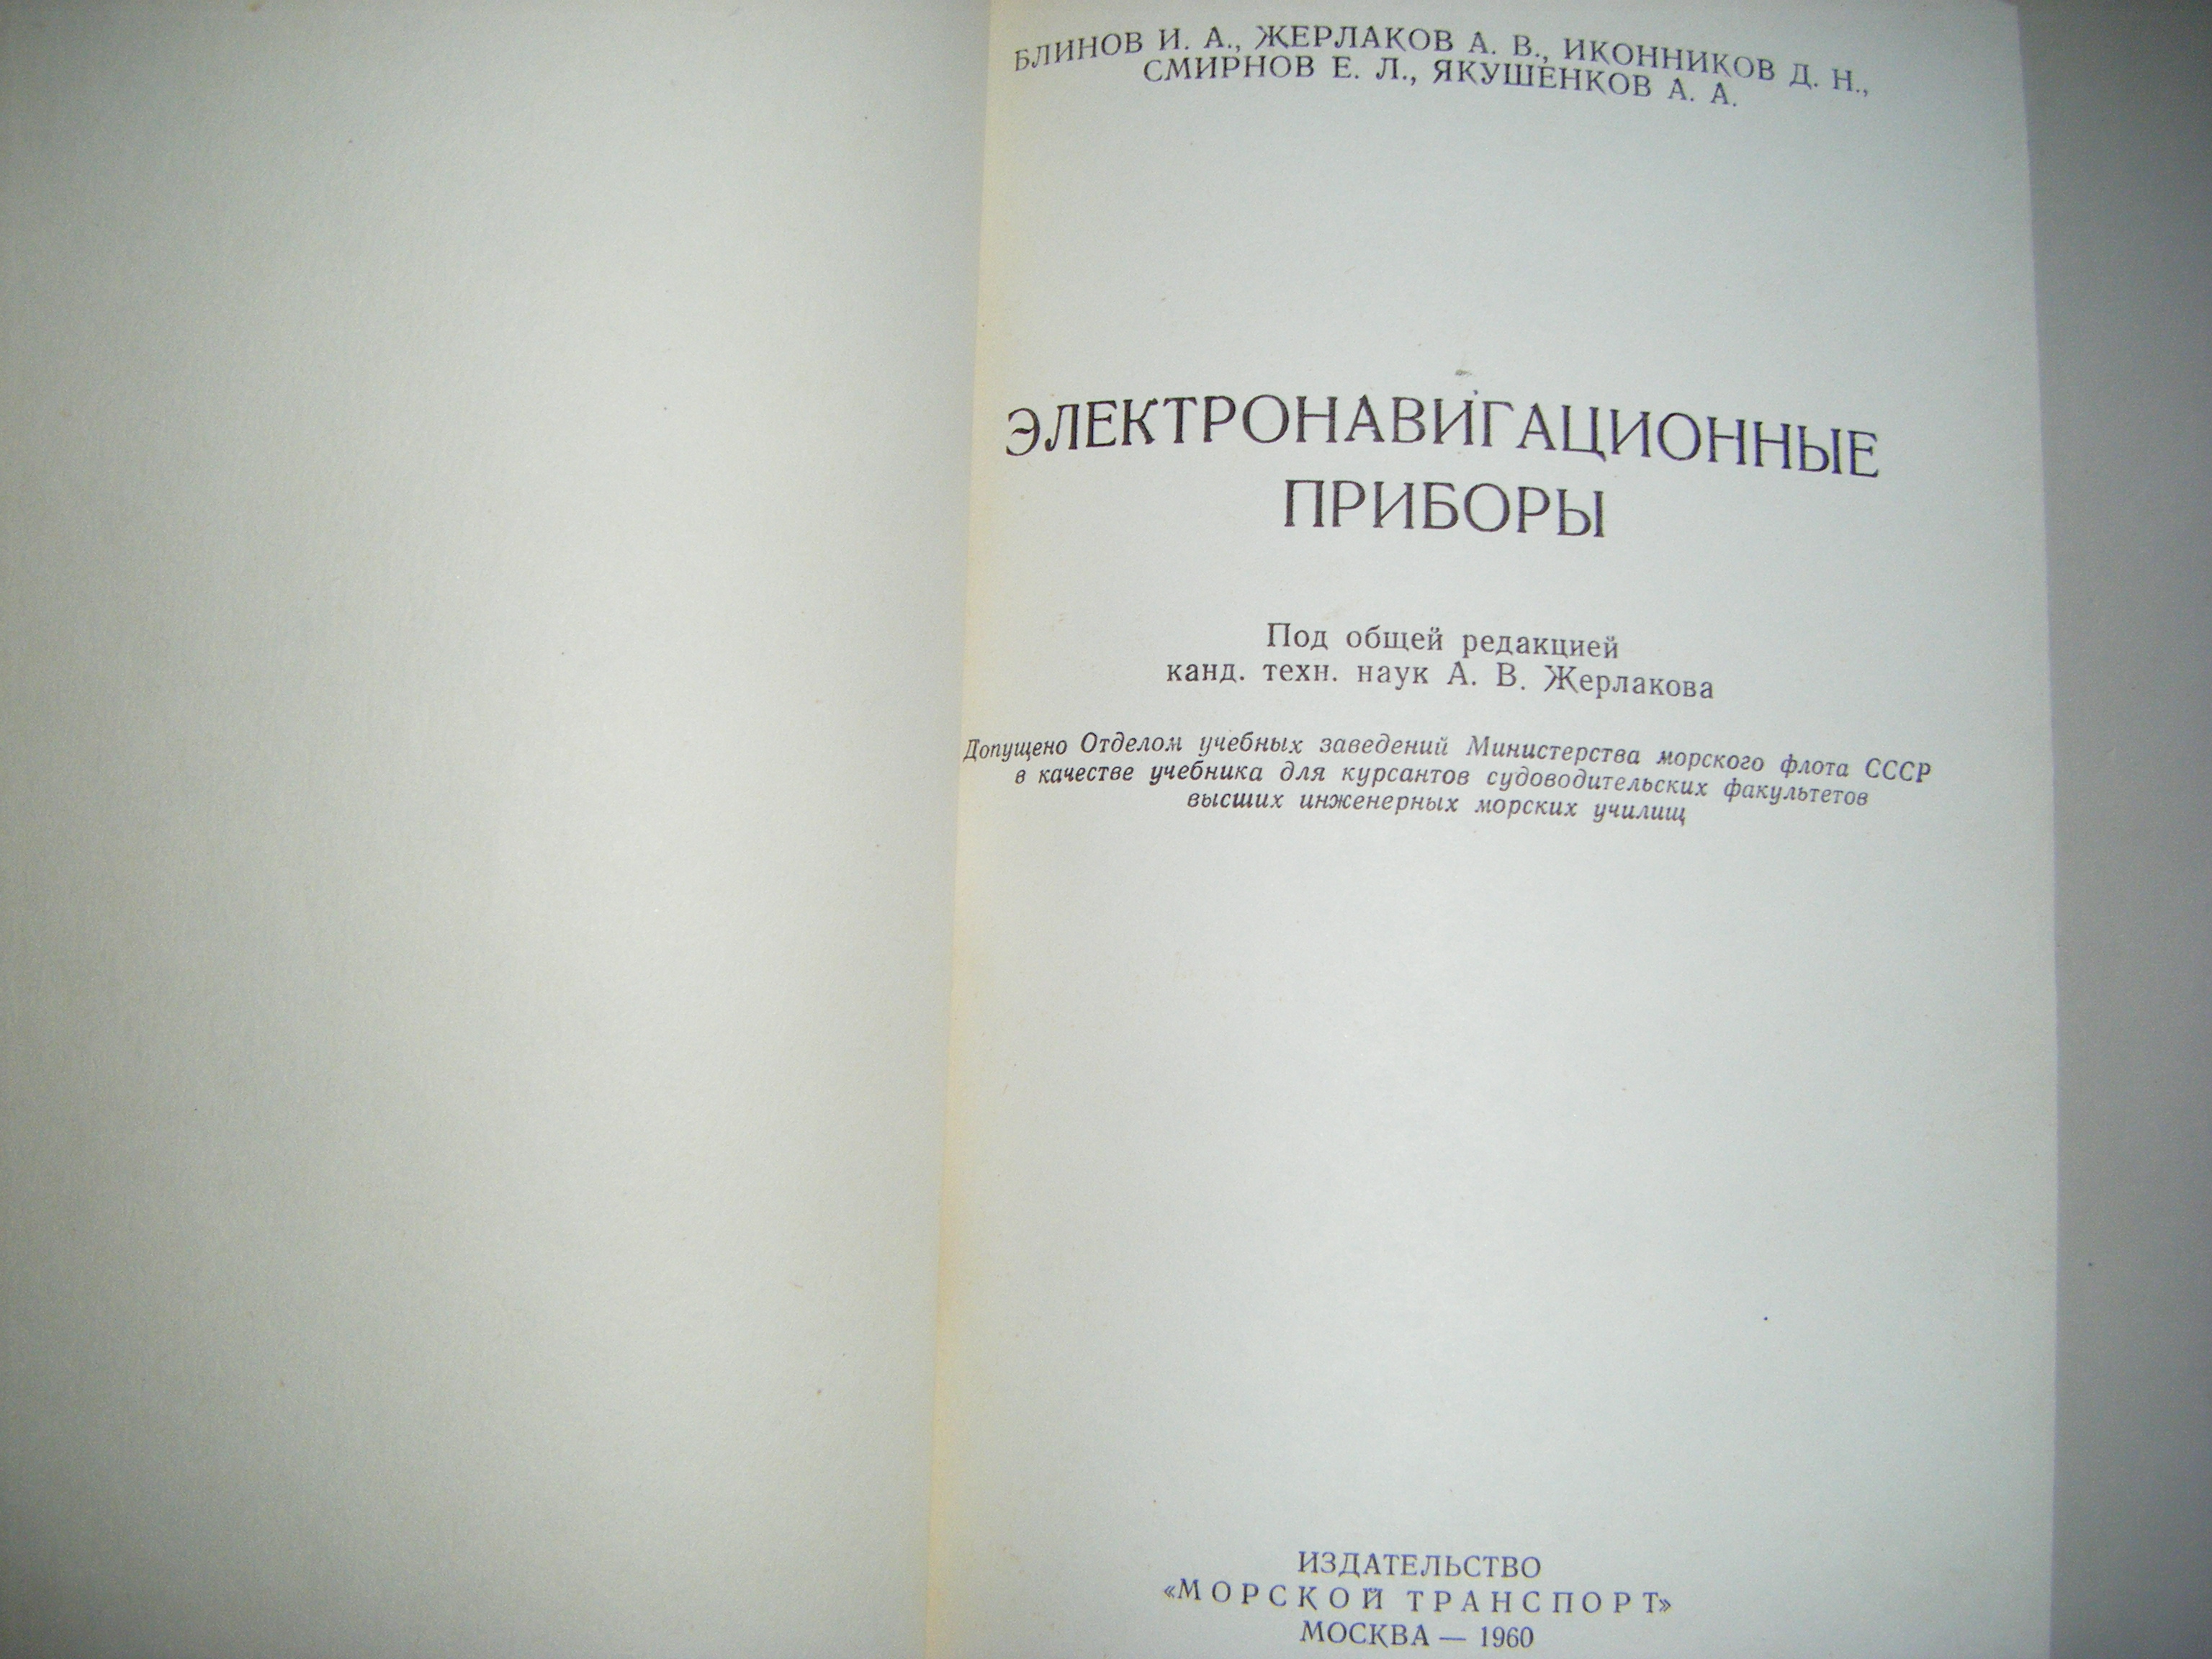 БЛИНОВ И. А., ЖЕРЛАКОВ А. В., ИКОННИКОВ Д. Н.,
СМИРНОВ Е. Л., ЯКУШЕНКОВ А. А.
ЭЛЕКТРОНАВИГАЦИОННЫЕ
ПРИБОРЫ
Под общей редакцией
канд. техн. наук А. В. Жерлакова
Допущено Отделом учебных заведений Министерства морского флота СССР
в качестве учебника для курсантов судоводительских факультетов
высших инженерных морских училищ
ИЗДАТЕЛЬСТВО
«МОРСКОЙ ТРАНСПОРТ»
МОСКВА — 1960